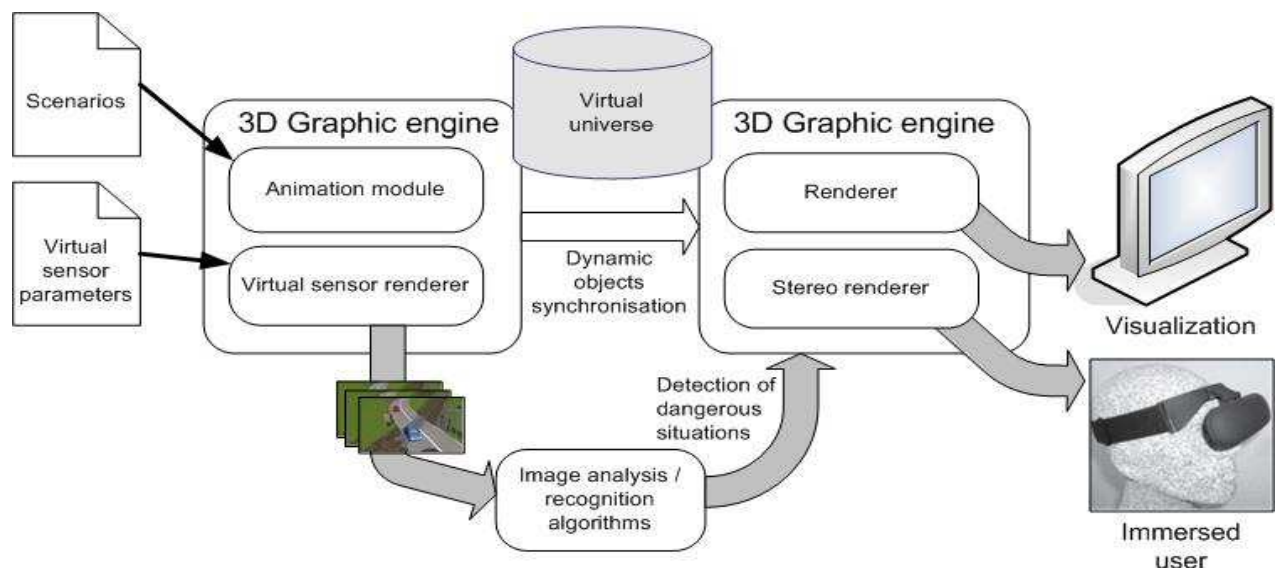 Scenarios
Virtual
sensor
parameters
3D Graphic engine
Animation module
Virtual sensor renderer
Virtual
universe
Dynamic
objects
synchronisation
3D Graphic engine
Renderer
Stereo renderer
Detection of
dangerous
situations
Image analysis /
recognition
algorithms
Visualization
Immersed
user